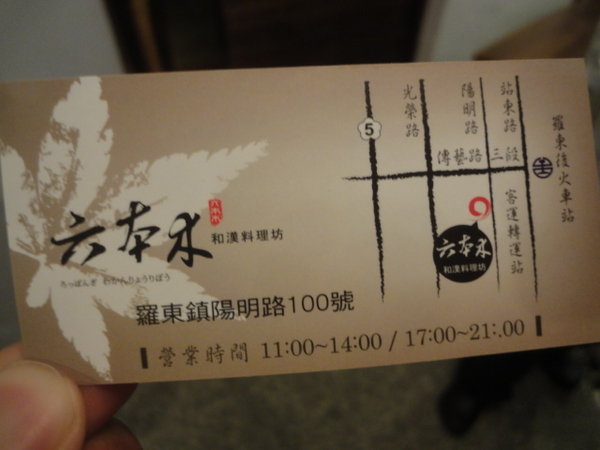 六本木
六本木
和漢料理坊
ろっぽんぎ わかんりょうりぼう
羅東鎮陽明路100號
營業時間 11:00~14:00 / 17:00~21:.00
5
光榮路
陽明路
站東路
傳藝路 三段
羅東後火車站
客運轉運站
六本木
和漢料理坊